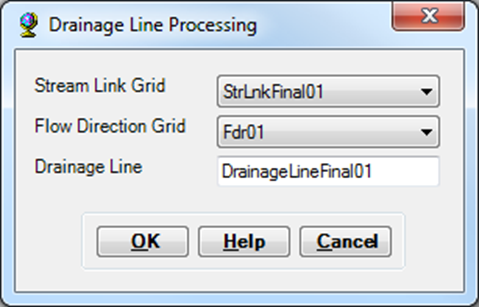 Drainage Line Processing
Stream Link Grid StrLnkFinal01
Flow Direction Grid Fdr01
Drainage Line DrainageLineFinal01
OK Help Cancel